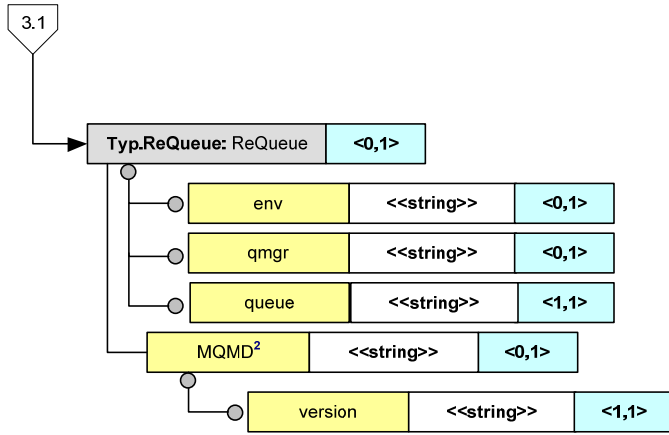 3.1
Typ.ReQueue: ReQueue <0,1>
env <<string>> <0,1>
qmgr <<string>> <0,1>
queue <<string>> <1,1>
MQMD² <<string>> <0,1>
version <<string>> <1,1>